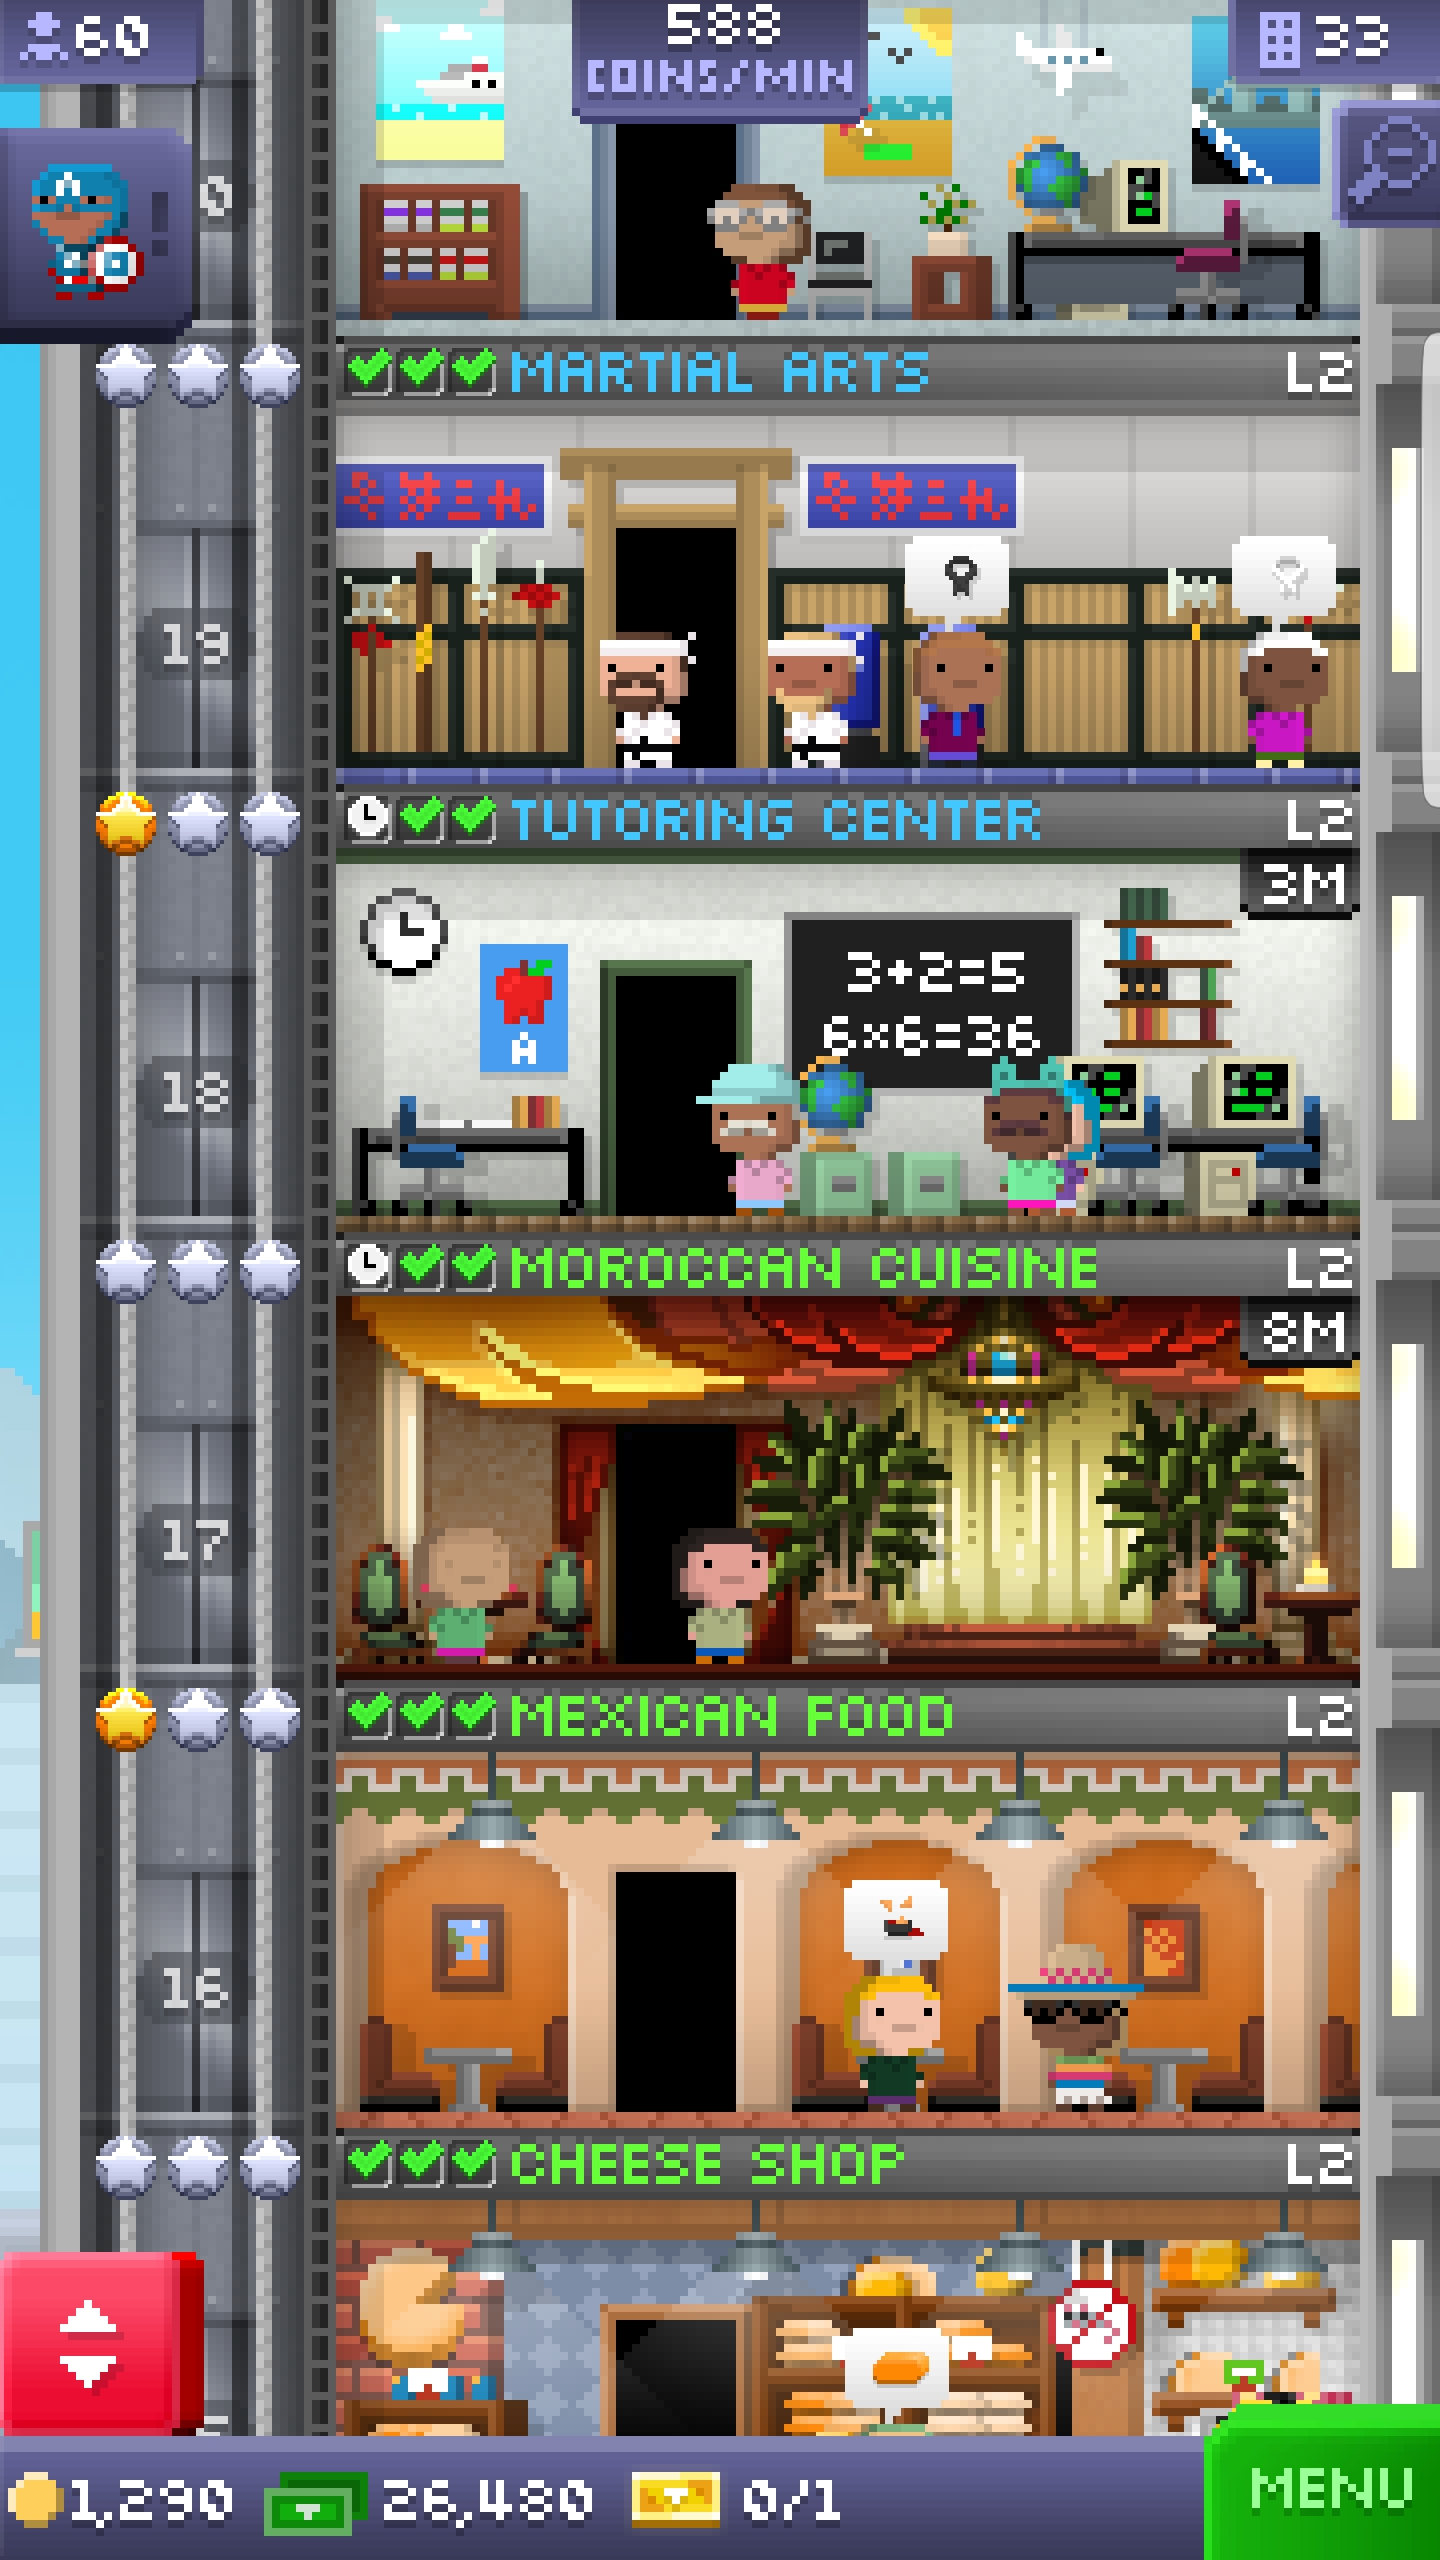 60
588
COINS/MIN
33
A
!
0
MARTIAL ARTS
L2
19
TUTORING CENTER
L2
3M
3+2=5
6×6=36
A
18
MOROCCAN CUISINE
L2
8M
17
MEXICAN FOOD
L2
16
CHEESE SHOP
L2
1,290
26,480
0/1
MENU